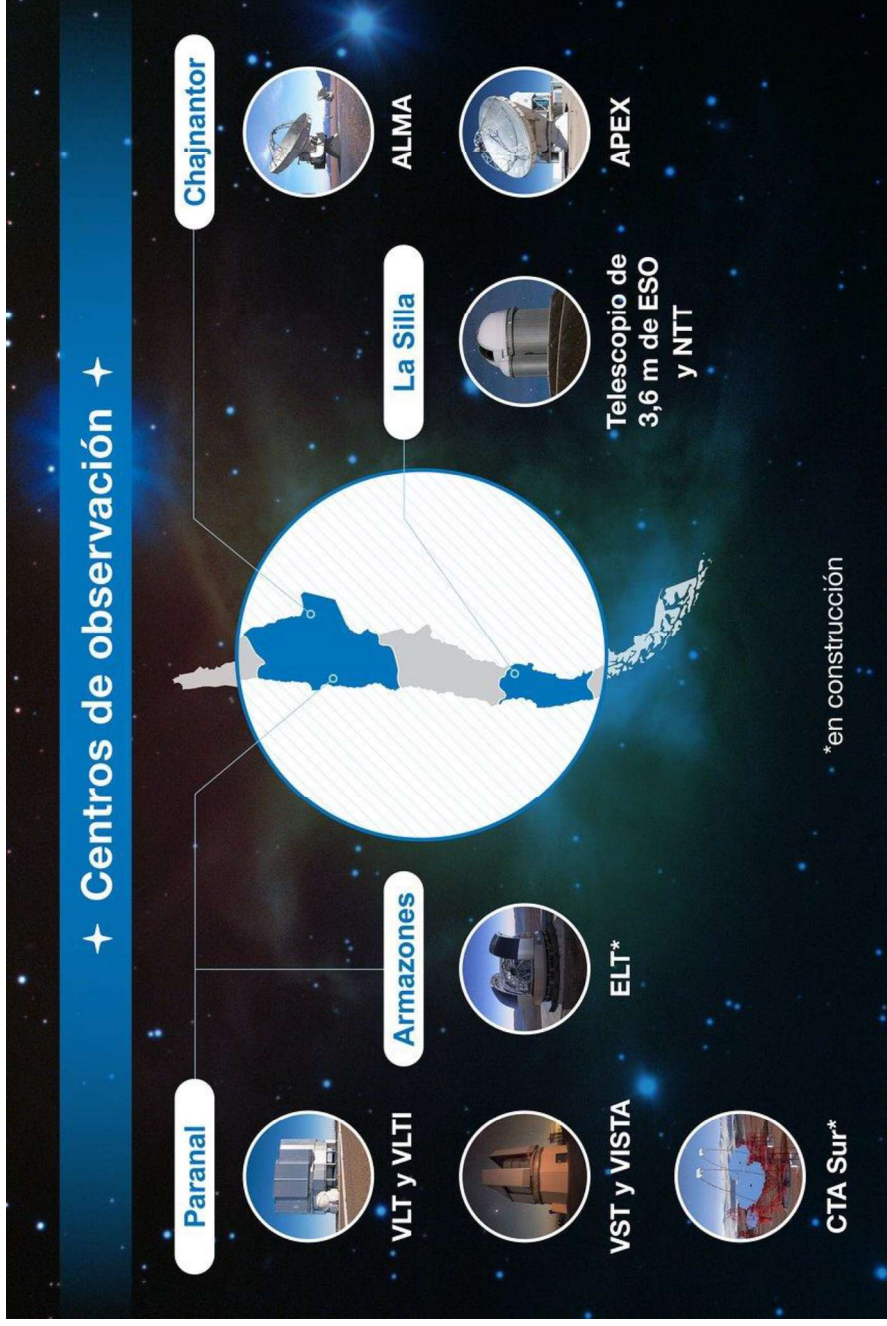 Centros de observación
Paranal
VLT y VLTI
VST y VISTA
CTA Sur*
Armazones
ELT*
La Silla
Telescopio de
3,6 m de ESO
y NTT
Chajnantor
ALMA
APEX
*en construcción